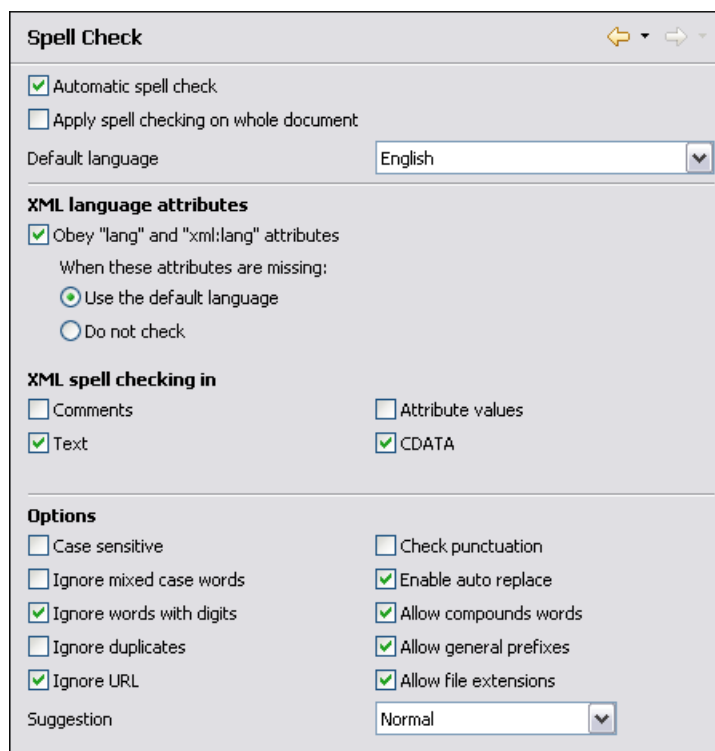 Spell Check
Automatic spell check
Apply spell checking on whole document
Default language English
XML language attributes
Obey "lang" and "xml:lang" attributes
When these attributes are missing:
Use the default language
Do not check
XML spell checking in
Comments Attribute values
Text CDATA
Options
Case sensitive Check punctuation
Ignore mixed case words Enable auto replace
Ignore words with digits Allow compounds words
Ignore duplicates Allow general prefixes
Ignore URL Allow file extensions
Suggestion Normal